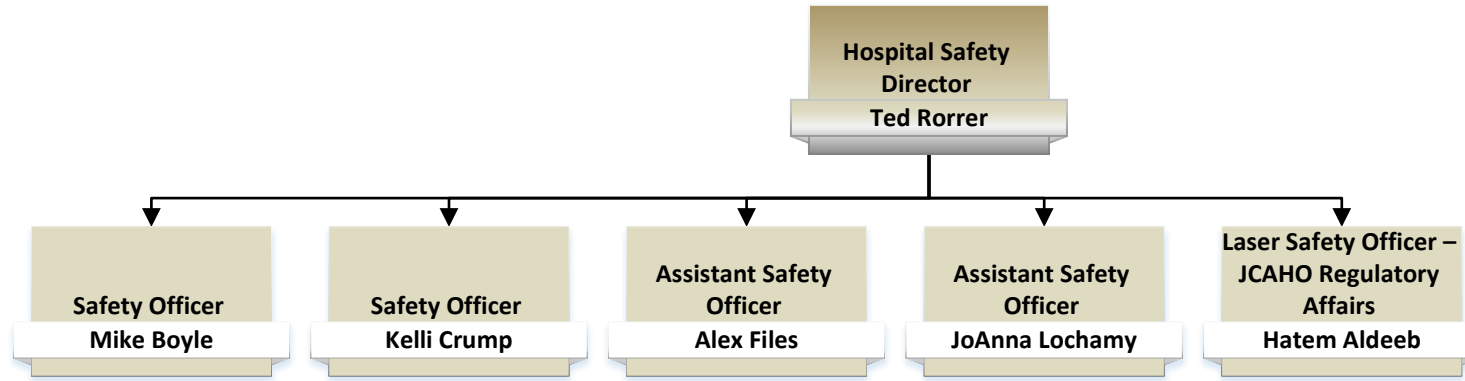 Hospital Safety
Director
Ted Rorrer
Safety Officer
Mike Boyle
Safety Officer
Kelli Crump
Assistant Safety
Officer
Alex Files
Assistant Safety
Officer
JoAnna Lochamy
Laser Safety Officer –
JCAHO Regulatory
Affairs
Hatem Aldeeb